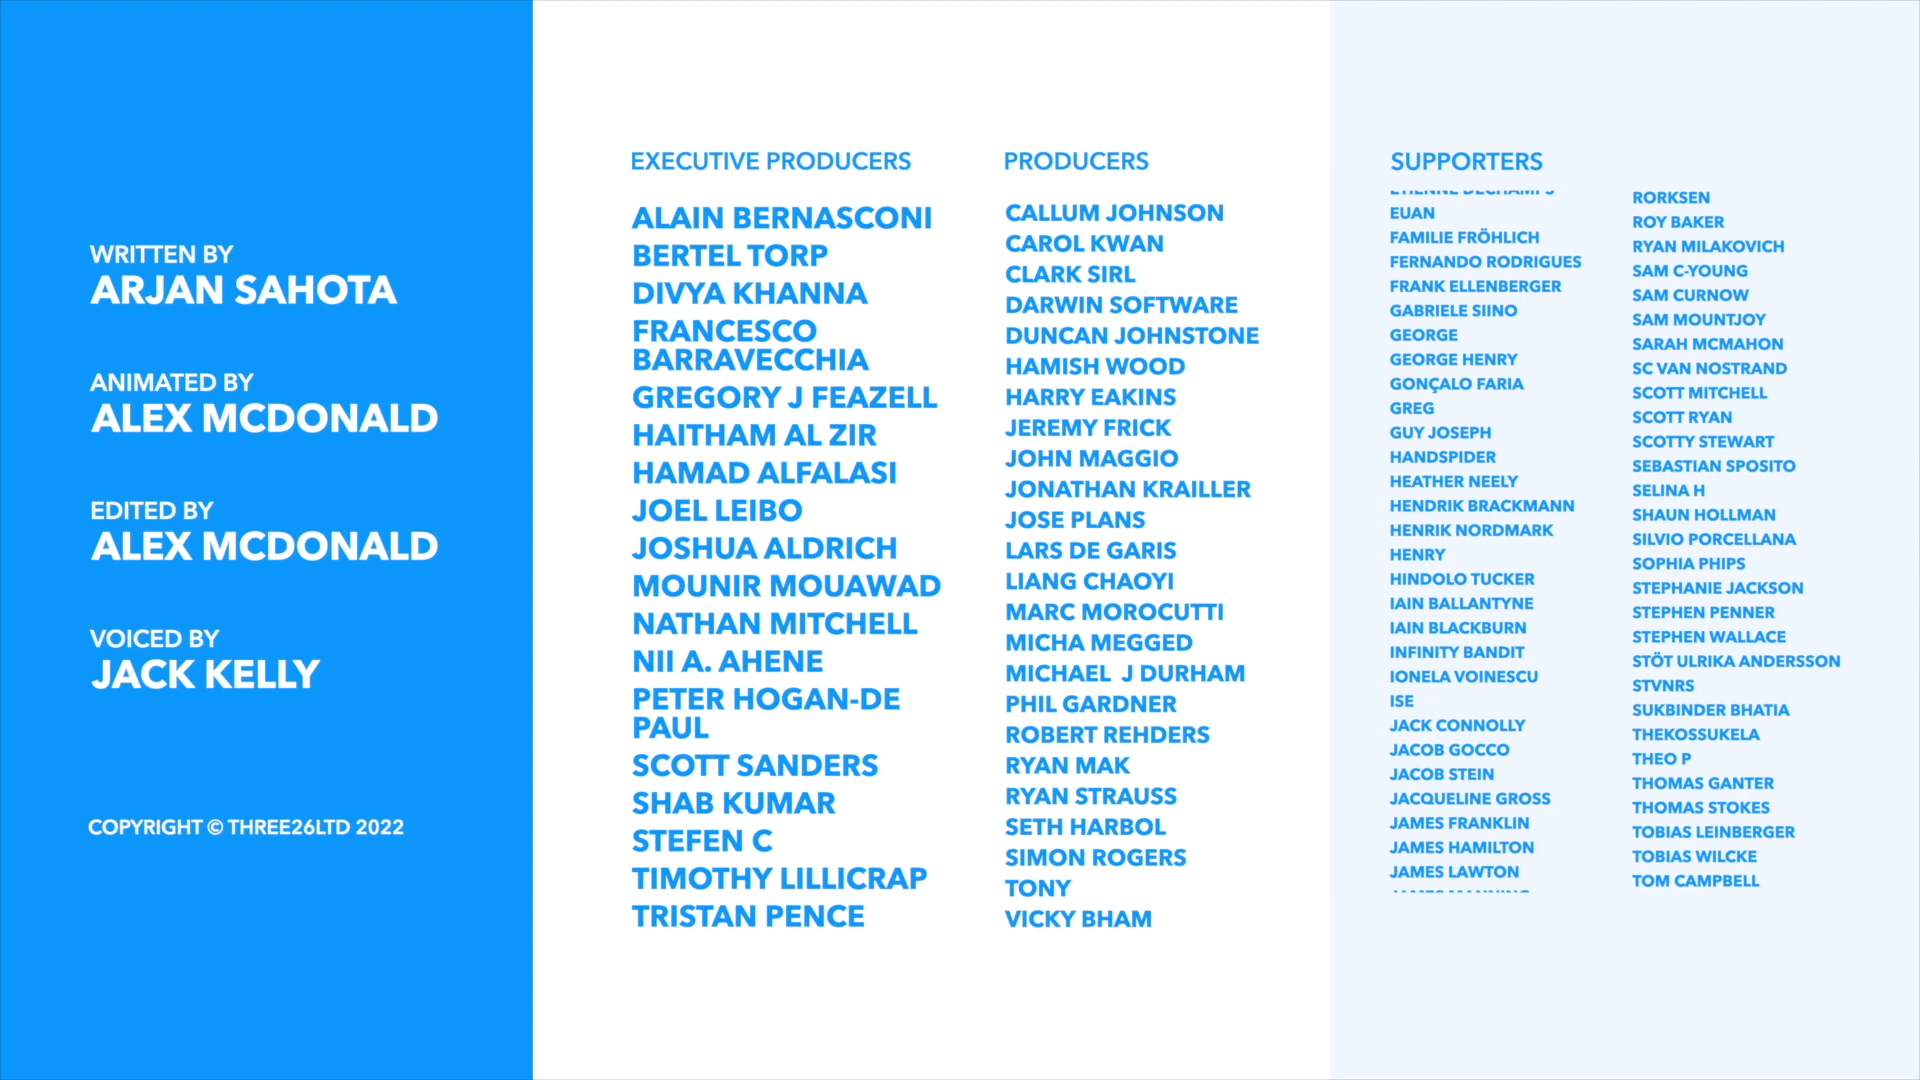 WRITTEN BY
ARJAN SAHOTA
ANIMATED BY
ALEX MCDONALD
EDITED BY
ALEX MCDONALD
VOICED BY
JACK KELLY
COPYRIGHT © THREE26LTD 2022
EXECUTIVE PRODUCERS
ALAIN BERNASCONI
BERTEL TORP
DIVYA KHANNA
FRANCESCO
BARRAVECCHIA
GREGORY J FEAZELL
HAITHAM AL ZIR
HAMAD ALFALASI
JOEL LEIBO
JOSHUA ALDRICH
MOUNIR MOUAWAD
NATHAN MITCHELL
NII A. AHENE
PETER HOGAN-DE
PAUL
SCOTT SANDERS
SHAB KUMAR
STEFEN C
TIMOTHY LILLICRAP
TRISTAN PENCE
PRODUCERS
CALLUM JOHNSON
CAROL KWAN
CLARK SIRL
DARWIN SOFTWARE
DUNCAN JOHNSTONE
HAMISH WOOD
HARRY EAKINS
JEREMY FRICK
JOHN MAGGIO
JONATHAN KRAILLER
JOSE PLANS
LARS DE GARIS
LIANG CHAOYI
MARC MOROCUTTI
MICHA MEGGED
MICHAEL  J DURHAM
PHIL GARDNER
ROBERT REHDERS
RYAN MAK
RYAN STRAUSS
SETH HARBOL
SIMON ROGERS
TONY
VICKY BHAM
SUPPORTERS
EUAN
FAMILIE FRÖHLICH
FERNANDO RODRIGUES
FRANK ELLENBERGER
GABRIELE SIINO
GEORGE
GEORGE HENRY
GONÇALO FARIA
GREG
GUY JOSEPH
HANDSPIDER
HEATHER NEELY
HENDRIK BRACKMANN
HENRIK NORDMARK
HENRY
HINDOLO TUCKER
IAIN BALLANTYNE
IAIN BLACKBURN
INFINITY BANDIT
IONELA VOINESCU
ISE
JACK CONNOLLY
JACOB GOCCO
JACOB STEIN
JACQUELINE GROSS
JAMES FRANKLIN
JAMES HAMILTON
JAMES LAWTON
RORKSEN
ROY BAKER
RYAN MILAKOVICH
SAM C-YOUNG
SAM CURNOW
SAM MOUNTJOY
SARAH MCMAHON
SC VAN NOSTRAND
SCOTT MITCHELL
SCOTT RYAN
SCOTTY STEWART
SEBASTIAN SPOSITO
SELINA H
SHAUN HOLLMAN
SILVIO PORCELLANA
SOPHIA PHIPS
STEPHANIE JACKSON
STEPHEN PENNER
STEPHEN WALLACE
STÖT ULRIKA ANDERSSON
STVNRS
SUKBINDER BHATIA
THEKOSSUKELA
THEO P
THOMAS GANTER
THOMAS STOKES
TOBIAS LEINBERGER
TOBIAS WILCKE
TOM CAMPBELL